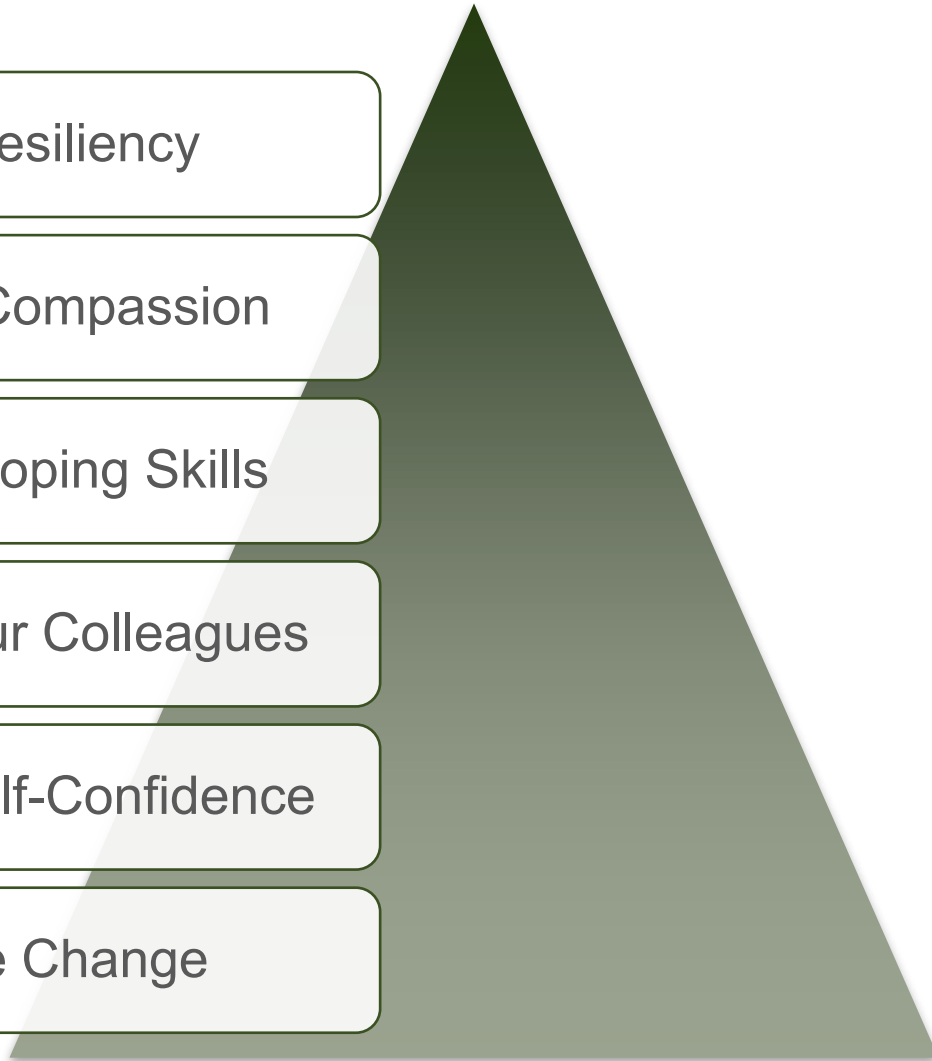 esiliency
Compassion
oping Skills
ur Colleagues
lf-Confidence
e Change